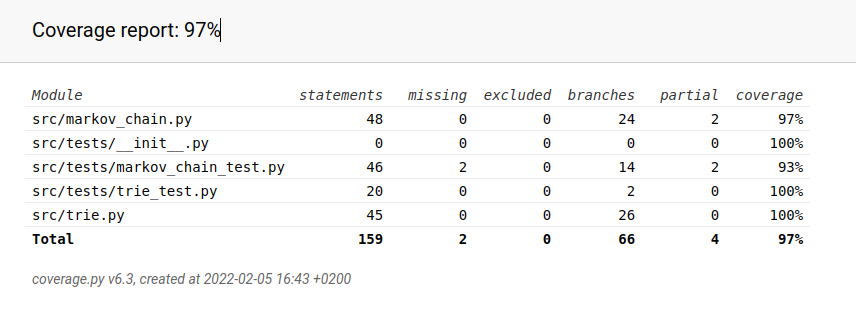 Coverage report: 97%
Module statements missing excluded branches partial coverage
src/markov_chain.py 48 0 0 24 2 97%
src/tests/__init__.py 0 0 0 0 0 100%
src/tests/markov_chain_test.py 46 2 0 14 2 93%
src/tests/trie_test.py 20 0 0 2 0 100%
src/trie.py 45 0 0 26 0 100%
Total 159 2 0 66 4 97%
coverage.py v6.3, created at 2022-02-05 16:43 +0200